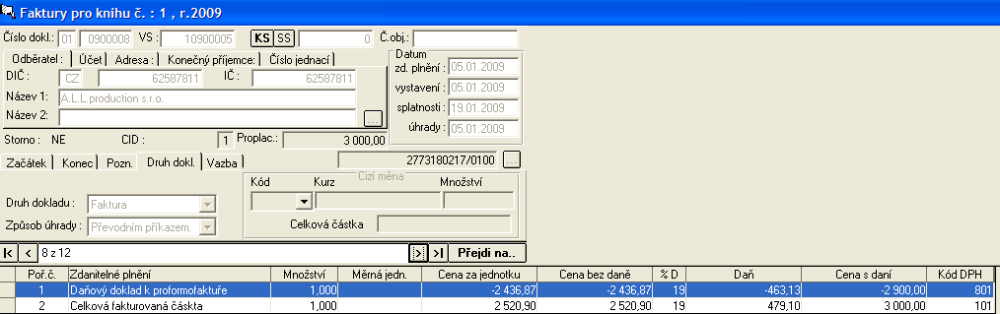 Faktury pro knihu č. : 1 , r.2009
Číslo dokl.: 01 0900008 VS : 10900005 KS SS 0 Č.obj.:
Odběratel : Účet Adresa : Konečný příjemce: Číslo jednací
DIČ : CZ 62587811 IČ : 62587811
Název 1: A.L.L.production s.r.o.
Název 2: ...
Datum
zd. plnění : 05.01.2009
vystavení : 05.01.2009
splatnosti : 19.01.2009
úhrady : 05.01.2009
Storno : NE CID : 1 Proplac.: 3 000,00
Začátek Konec Pozn. Druh dokl. Vazba 2773180217/0100 ...
Druh dokladu : Faktura
Způsob úhrady : Převodním příkazem.
Cizí měna
Kód Kurz Množství
Celková částka
8 z 12 Přejdi na..
Poř.č. Zdanitelné plnění Množství Měrná jedn. Cena za jednotku Cena bez daně % D Daň Cena s daní Kód DPH
1 Daňový doklad k proformofaktuře 1,000 -2 436,87 -2 436,87 19 -463,13 -2 900,00 801
2 Celková fakturovaná čáskta 1,000 2 520,90 2 520,90 19 479,10 3 000,00 101